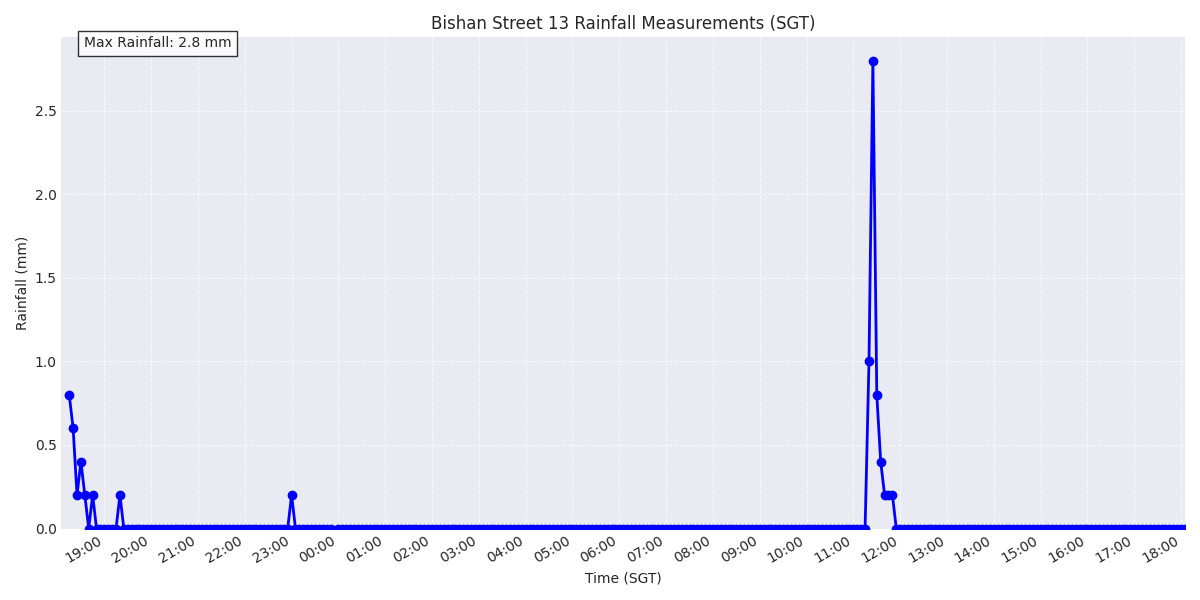 Bishan Street 13 Rainfall Measurements (SGT)
Max Rainfall: 2.8 mm
Rainfall (mm)
2.5
2.0
1.5
1.0
0.5
0.0
19:00 20:00 21:00 22:00 23:00 00:00 01:00 02:00 03:00 04:00 05:00 06:00 07:00 08:00 09:00 10:00 11:00 12:00 13:00 14:00 15:00 16:00 17:00 18:00
Time (SGT)